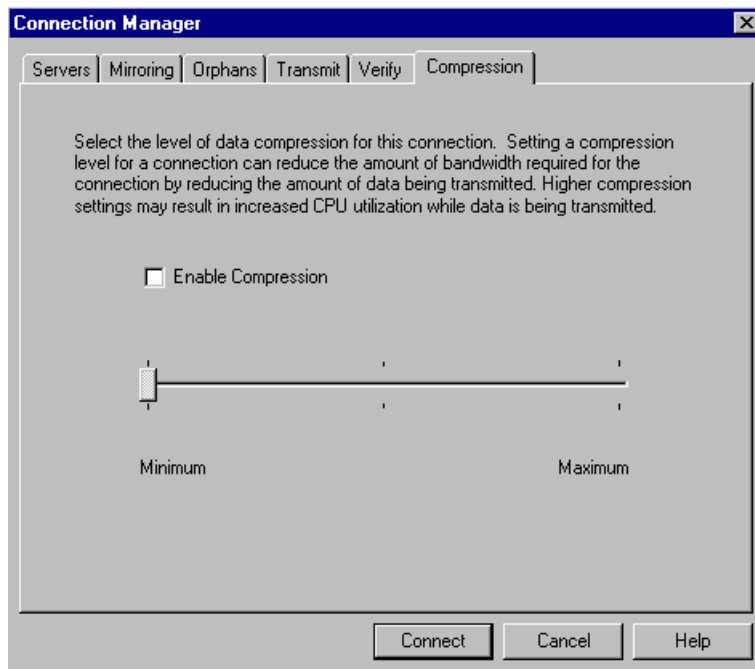 Connection Manager
Servers Mirroring Orphans Transmit Verify Compression
Select the level of data compression for this connection. Setting a compression
level for a connection can reduce the amount of bandwidth required for the
connection by reducing the amount of data being transmitted. Higher compression
settings may result in increased CPU utilization while data is being transmitted.
Enable Compression
Minimum Maximum
Connect Cancel Help